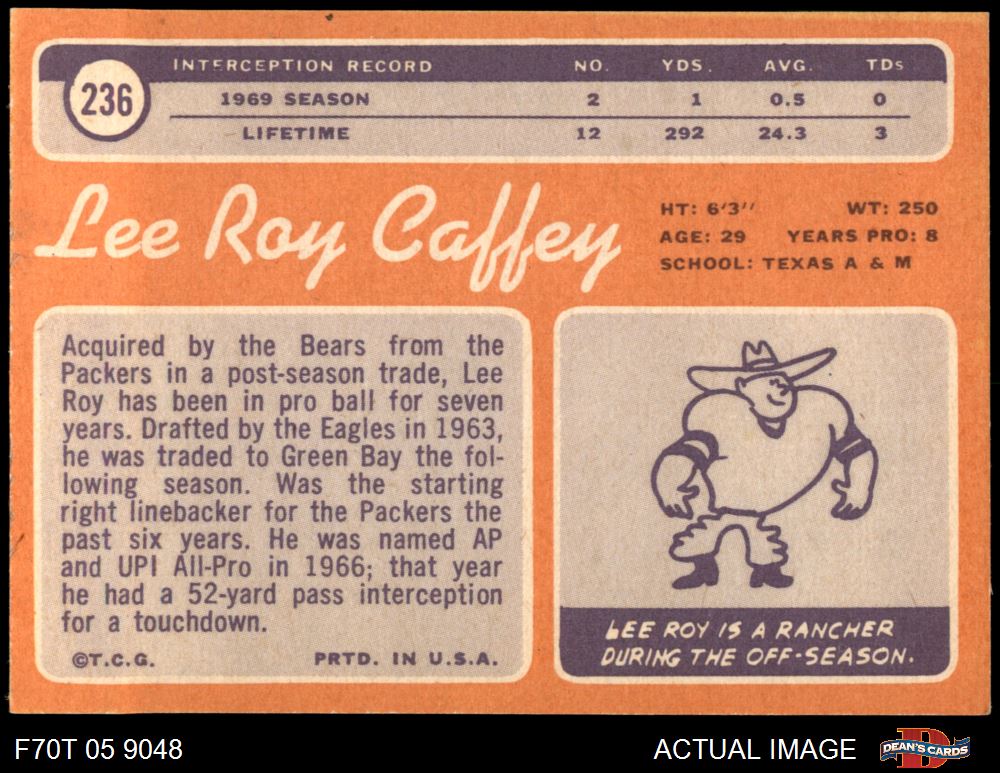 INTERCEPTION RECORD NO. YDS. AVG. TDs
236
1969 SEASON 2 1 0.5 0
LIFETIME 12 292 24.3 3
Lee Roy Caffey
HT: 6'3'' WT: 250
AGE: 29 YEARS PRO: 8
SCHOOL: TEXAS A & M
Acquired by the Bears from the
Packers in a post-season trade, Lee
Roy has been in pro ball for seven
years. Drafted by the Eagles in 1963,
he was traded to Green Bay the fol-
lowing season. Was the starting
right linebacker for the Packers the
past six years. He was named AP
and UPI All-Pro in 1966; that year
he had a 52-yard pass interception
for a touchdown.
©T.C.G. PRTD. IN U.S.A.
LEE ROY IS A RANCHER
DURING THE OFF-SEASON.
F70T 05 9048 ACTUAL IMAGE
D
DEAN'S CARDS